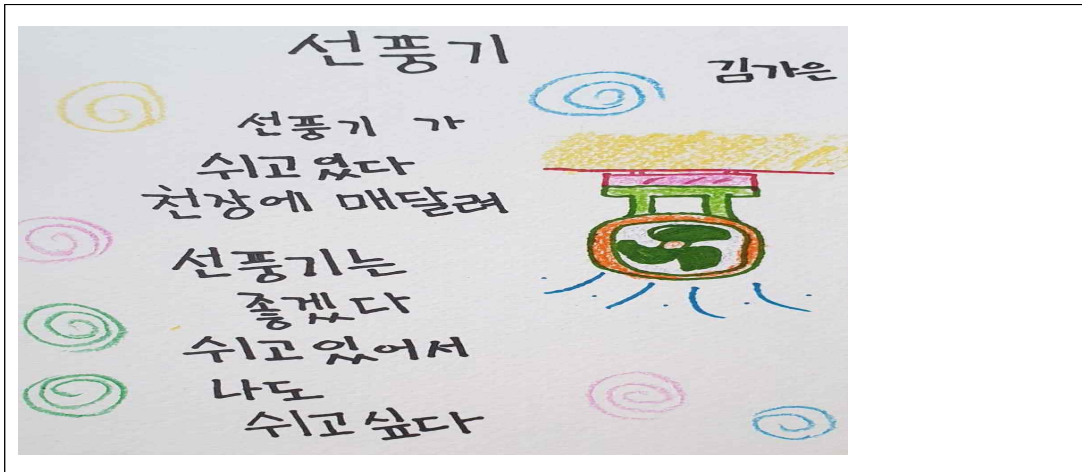 선풍기
김가은
선풍기 가
쉬고 있다
천장에 매달려
선풍기는
좋겠다
쉬고 있어서
나도
쉬고 싶다